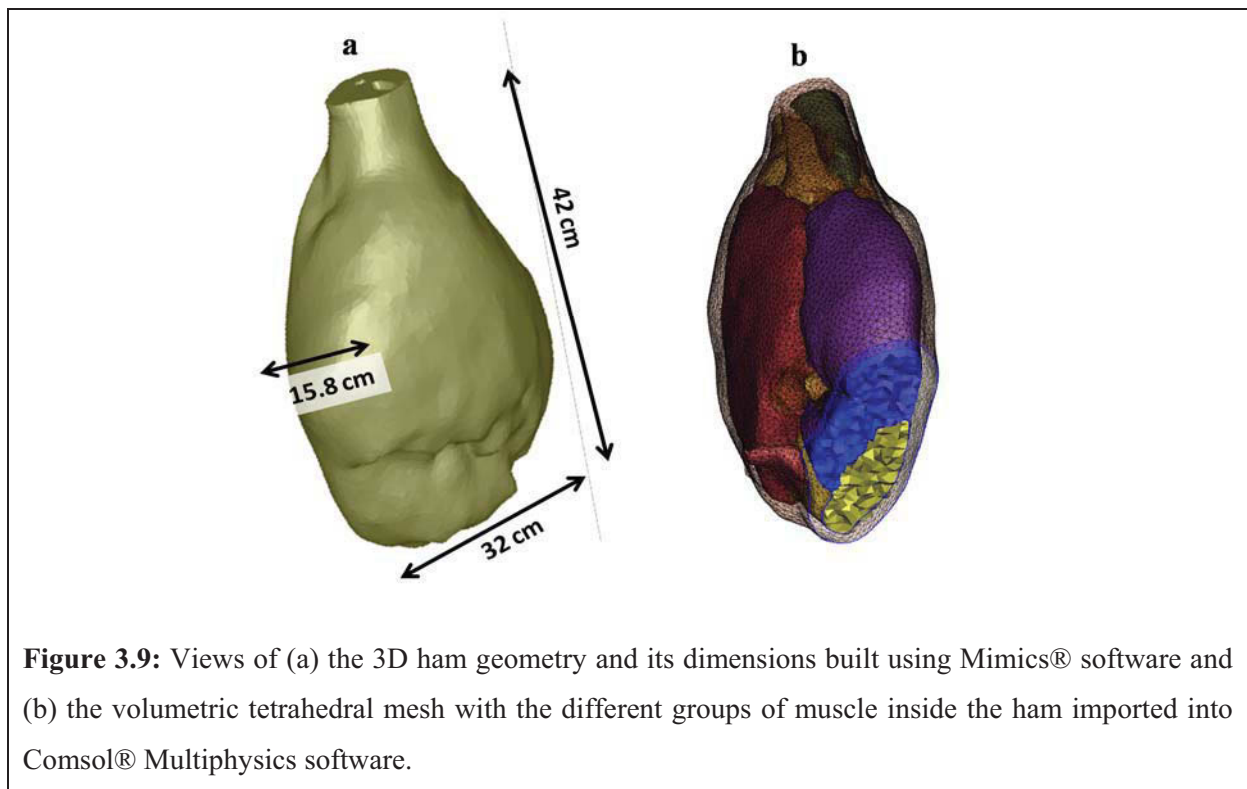 a
b
42 cm
15.8 cm
32 cm
Figure 3.9: Views of (a) the 3D ham geometry and its dimensions built using Mimics® software and
(b) the volumetric tetrahedral mesh with the different groups of muscle inside the ham imported into
Comsol® Multiphysics software.